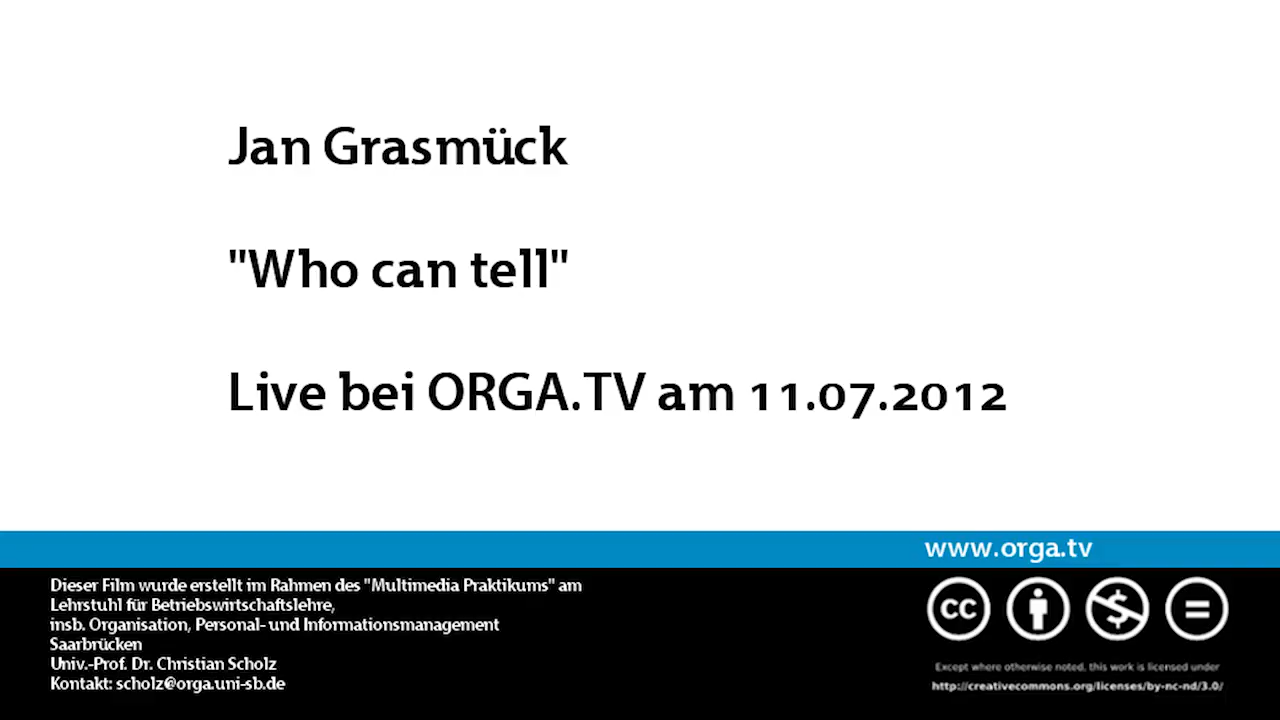 Jan Grasmück
"Who can tell"
Live bei ORGA.TV am 11.07.2012
www.orga.tv
Dieser Film wurde erstellt im Rahmen des "Multimedia Praktikums" am
Lehrstuhl für Betriebswirtschaftslehre,
insb. Organisation, Personal- und Informationsmanagement
Saarbrücken
Univ.-Prof. Dr. Christian Scholz
Kontakt: scholz@orga.uni-sb.de
cc $ =
Except where otherwise noted, this work is licensed under
http://creativecommons.org/licenses/by-nc-nd/3.0/